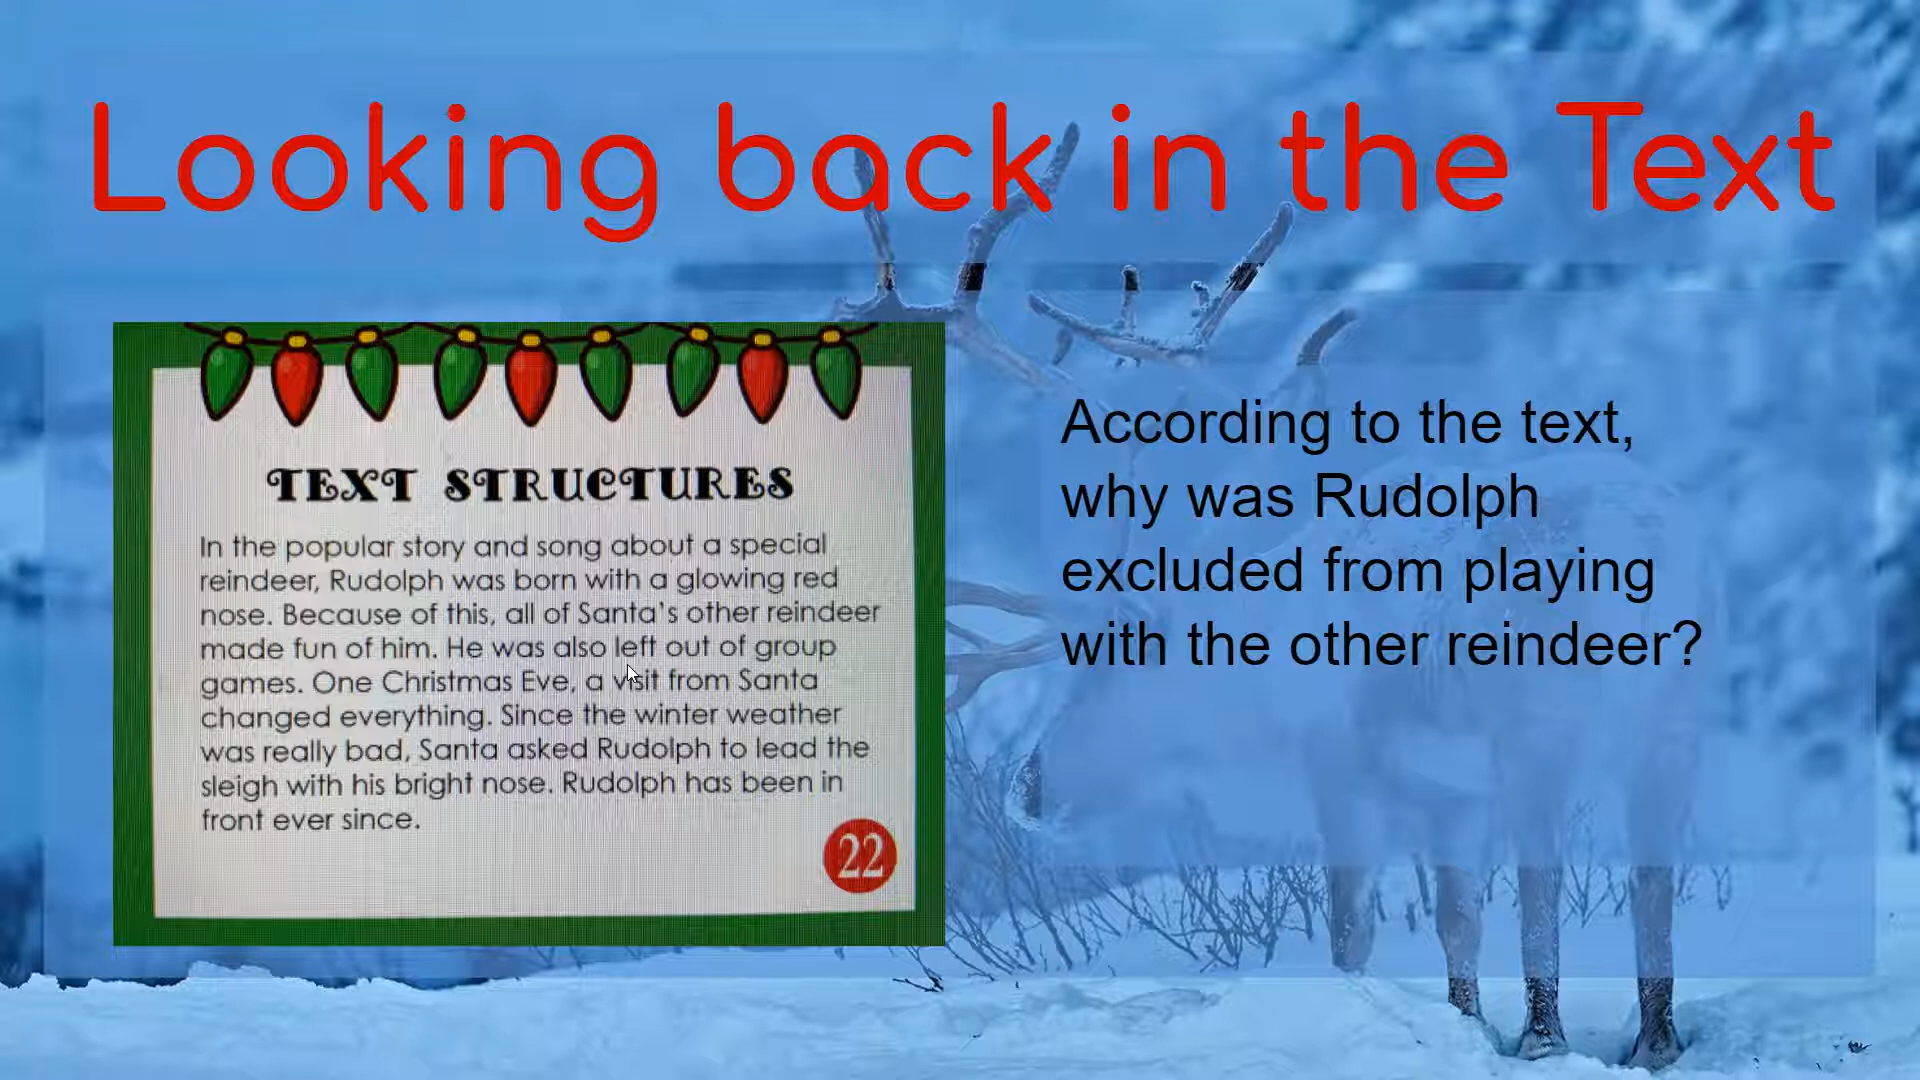 Looking back in the Text
TEXT STRUCTURES
In the popular story and song about a special
reindeer, Rudolph was born with a glowing red
nose. Because of this, all of Santa's other reindeer
made fun of him. He was also left out of group
games. One Christmas Eve, a visit from Santa
changed everything. Since the winter weather
was really bad, Santa asked Rudolph to lead the
sleigh with his bright nose. Rudolph has been in
front ever since.
22
According to the text,
why was Rudolph
excluded from playing
with the other reindeer?